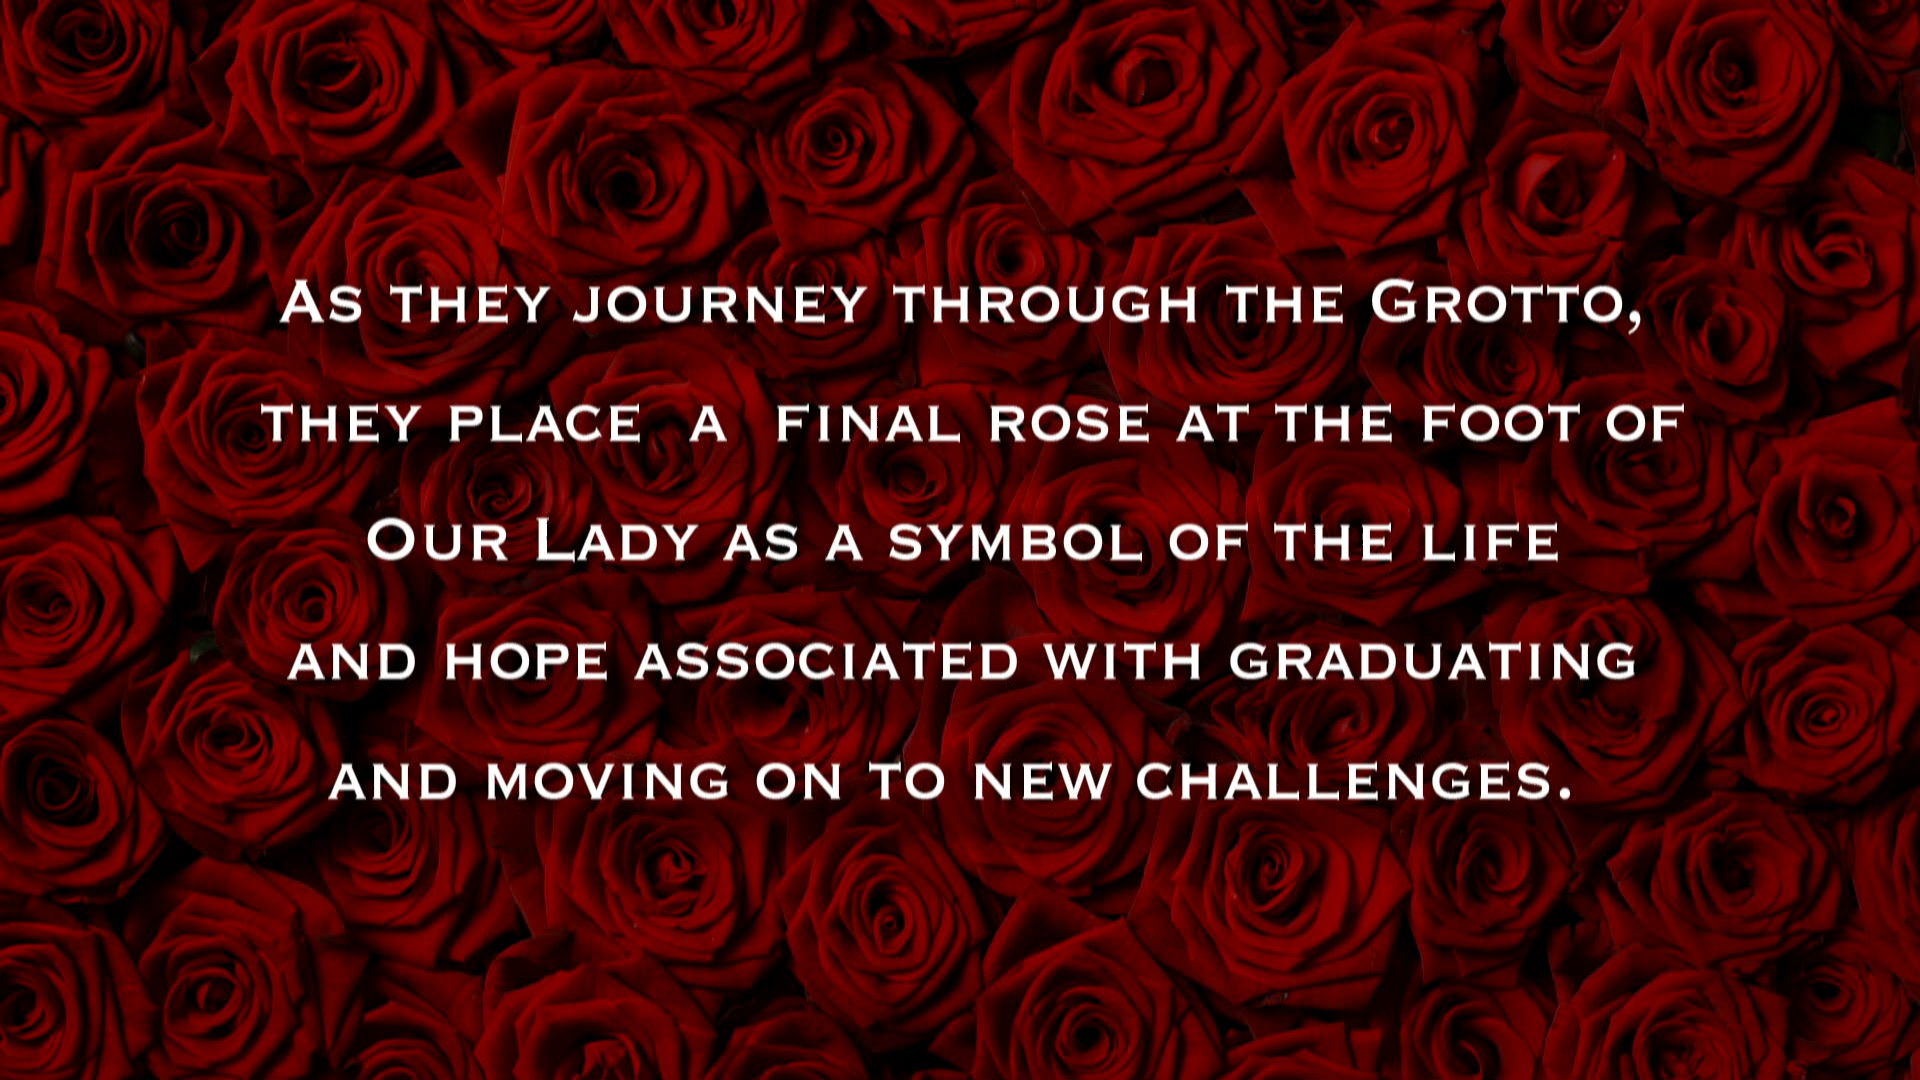 As they journey through the Grotto,
they place a final rose at the foot of
Our Lady as a symbol of the life
and hope associated with graduating
and moving on to new challenges.